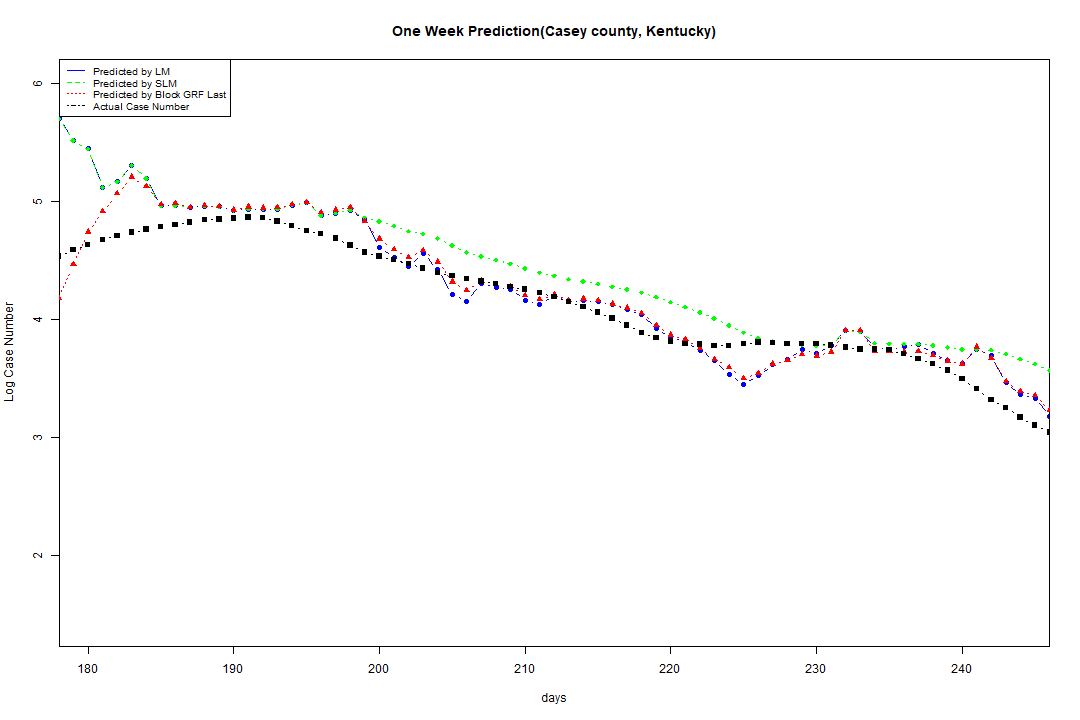 One Week Prediction(Casey county, Kentucky)
Predicted by LM
Predicted by SLM
Predicted by Block GRF Last
Actual Case Number
6
5
4
3
2
Log Case Number
180 190 200 210 220 230 240
days